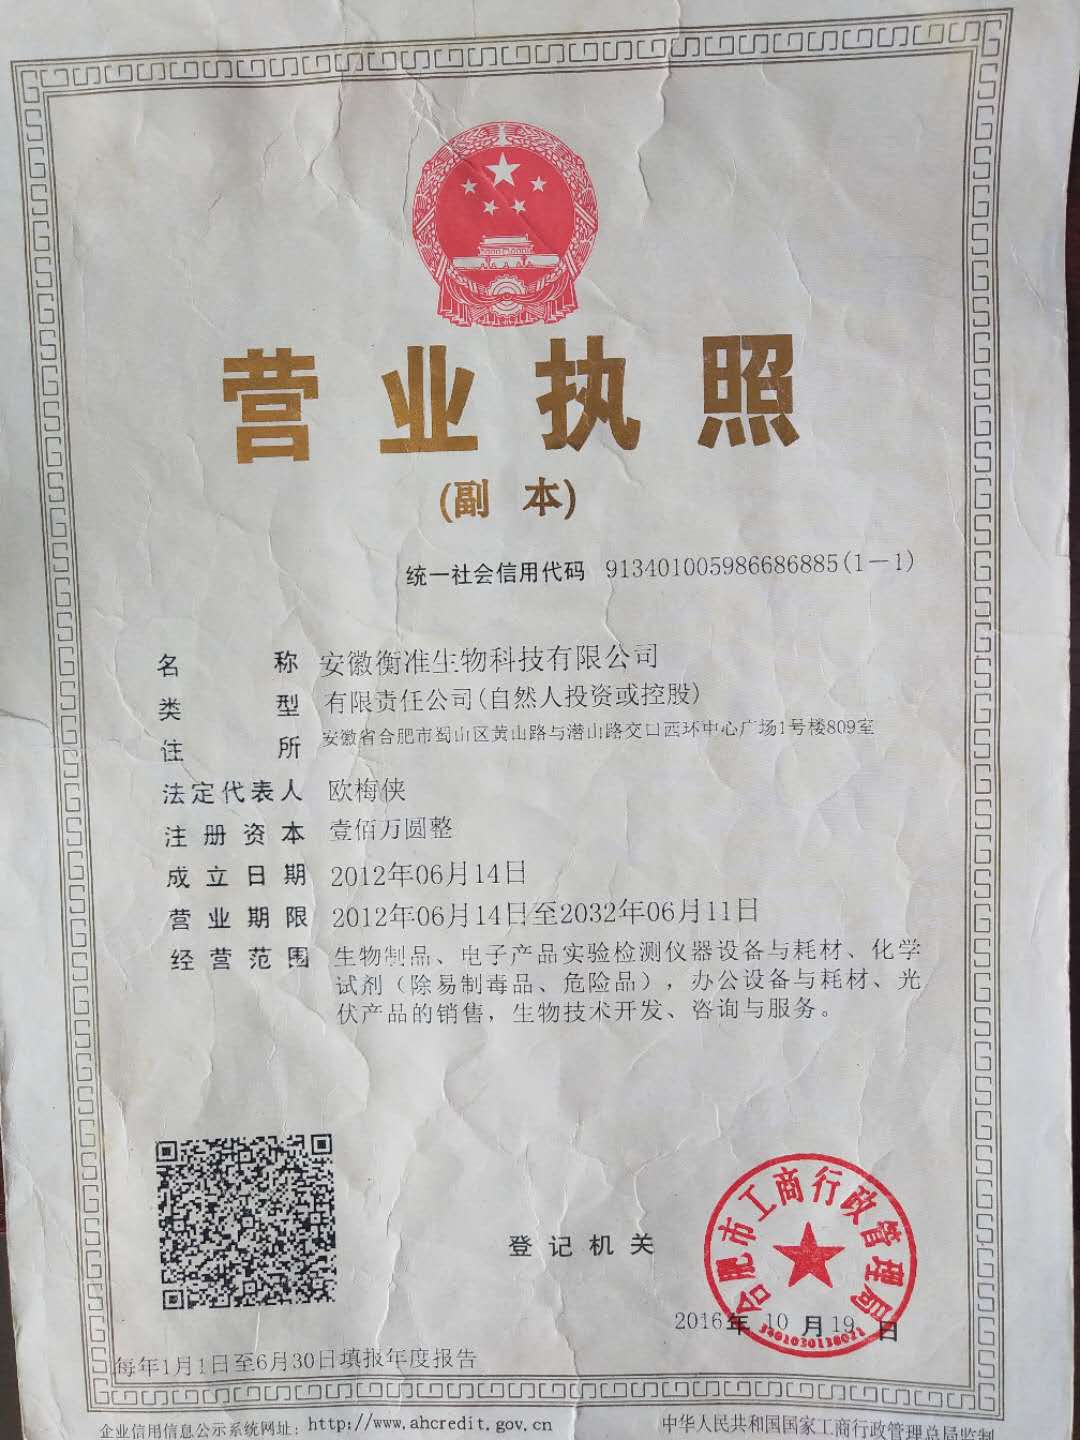 营业执照
(副 本)
统一社会信用代码 913401005986686885(1-1)
名 称 安徽衡准生物科技有限公司
类 型 有限责任公司(自然人投资或控股)
住 所 安徽省合肥市蜀山区黄山路与潜山路交口西环中心广场1号楼809室
法定代表人 欧梅侠
注册资本 壹佰万圆整
成立日期 2012年06月14日
营业期限 2012年06月14日至2032年06月11日
经营范围 生物制品、电子产品实验检测仪器设备与耗材、化学
试剂（除易制毒品、危险品），办公设备与耗材、光
伏产品的销售，生物技术开发、咨询与服务。
登记机关
合肥市工商行政管理局
3401030130021
2016年10月19日
每年1月1日至6月30日填报年度报告
企业信用信息公示系统网址：http://www.ahcredit.gov.cn
中华人民共和国国家工商行政管理总局监制